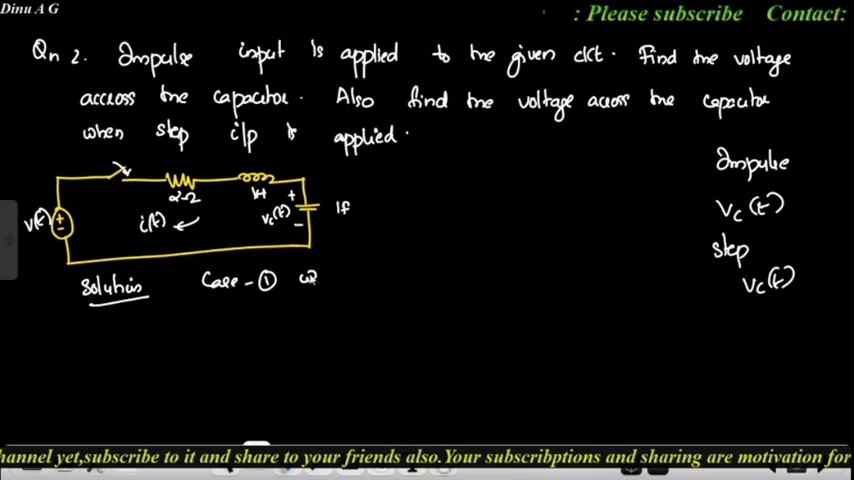 Dinu A G
: Please subscribe Contact:
Qn 2. Impulse input is applied to the given ckt. Find the voltage
accross the capacitor. Also find the voltage across the capacitor
when step i/p is applied.
Impulse
Vc(t)
step
Vc(t)
v(t) + - i(t) 2Ω 1H + Vc(t) - 1F
Solution Case - ①
hannel yet,subscribe to it and share to your friends also.Your subscribptions and sharing are motivation for